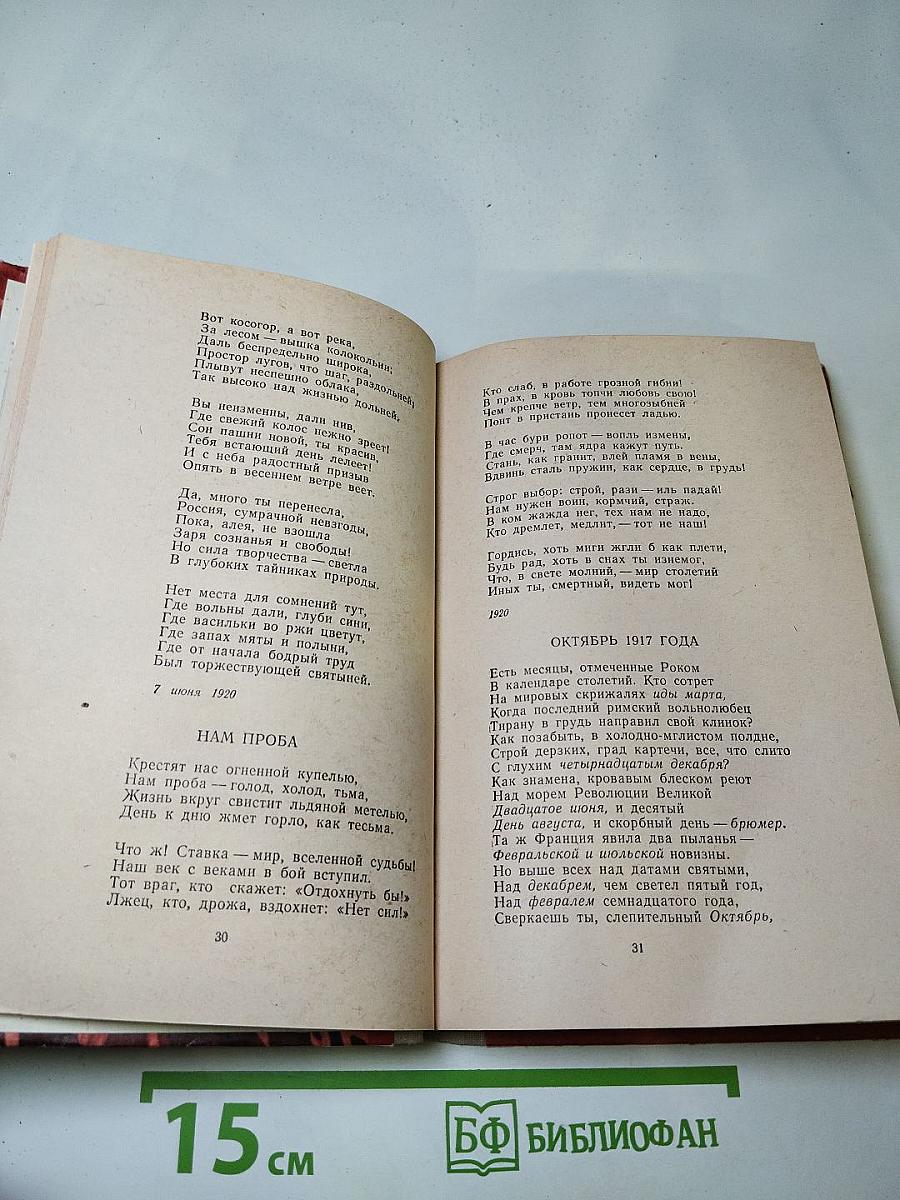 Вот косогор, а вот река,
За лесом — вышка колокольни;
Даль беспредельно широка,
Простор лугов, что шаг, раздольней;
Плывут неспешно облака,
Так высоко над жизнью дольней.
Вы неизменны, дали нив,
Где свежий колос нежно зреет!
Сон пашни новой, ты красив,
Тебя встающий день лелеет!
И с неба радостный призыв
Опять в весеннем ветре веет.
Да, много ты перенесла,
Россия, сумрачной невзгоды,
Пока, алея, не взошла
Заря сознанья и свободы!
Но сила творчества — светла
В глубоких тайниках природы.
Нет места для сомнений тут,
Где вольны дали, глуби сини,
Где васильки во ржи цветут,
Где запах мяты и полыни,
Где от начала бодрый труд
Был торжествующей святыней.
7 июня 1920
НАМ ПРОБА
Крестят нас огненной купелью,
Нам проба — голод, холод, тьма,
Жизнь вкруг свистит льдяной метелью,
День к дню жмет горло, как тесьма.
Что ж! Ставка — мир, вселенной судьбы!
Наш век с веками в бой вступил.
Тот враг, кто скажет: «Отдохнуть бы!»
Лжец, кто, дрожа, вздохнет: «Нет сил!»
30
Кто слаб, в работе грозной гибни!
В прах, в кровь топчи любовь свою!
Чем крепче ветр, тем многозыбней
Понт в пристань пронесет ладью.
В час бури ропот — вопль измены,
Где смерч, там ядра кажут путь.
Стань, как гранит, влей пламя в вены,
Вдвинь сталь пружин, как сердце, в грудь!
Строг выбор: строй, рази — иль падай!
Нам нужен воин, кормчий, страж.
В ком жажда нег, тех нам не надо,
Кто дремлет, медлит, — тот не наш!
Гордись, хоть миги жгли б как плети,
Будь рад, хоть в снах ты изнемог,
Что, в свете молний, — мир столетий
Иных ты, смертный, видеть мог!
1920
ОКТЯБРЬ 1917 ГОДА
Есть месяцы, отмеченные Роком
В календаре столетий. Кто сотрет
На мировых скрижалях иды марта,
Когда последний римский вольнолюбец
Тирану в грудь направил свой клинок?
Как позабыть, в холодно-мглистом полдне,
Строй дерзких, град картечи, все, что слито
С глухим четырнадцатым декабря?
Как знамена, кровавым блеском реют
Над морем Революции Великой
Двадцатое июня, и десятый
День августа, и скорбный день — брюмер.
Та ж Франция явила два пыланья —
Февральской и июльской новизны.
Но выше всех над датами святыми,
Над декабрем, чем светел пятый год,
Над февралем семнадцатого года,
Сверкаешь ты, слепительный Октябрь,
31
15 см
БФ БИБЛИОФАН